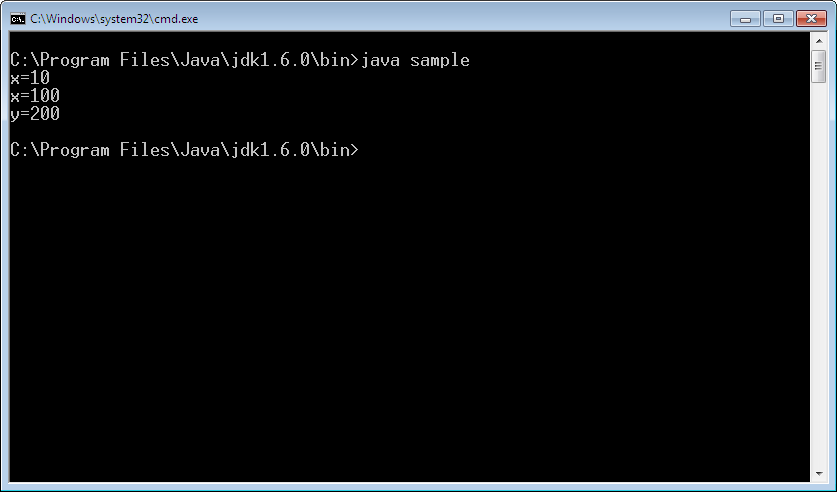 C:\Windows\system32\cmd.exe
C:\Program Files\Java\jdk1.6.0\bin>java sample
x=10
x=100
y=200
C:\Program Files\Java\jdk1.6.0\bin>